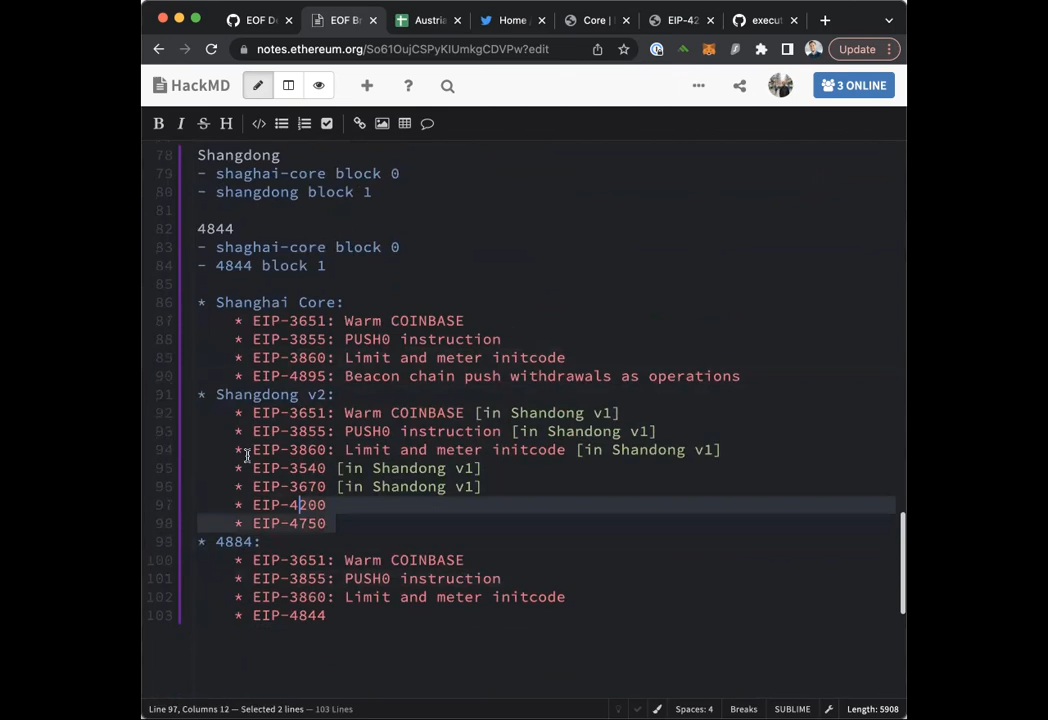 EOF D
EOF Br
Austria
Home
Core |
EIP-42
execut
notes.ethereum.org/So61OujCSPyKIUmkgCDVPw?edit
Update
HackMD
3 ONLINE
B I S H
78 Shangdong
79 - shaghai-core block 0
80 - shangdong block 1
81
82 4844
83 - shaghai-core block 0
84 - 4844 block 1
85
86 * Shanghai Core:
87 * EIP-3651: Warm COINBASE
88 * EIP-3855: PUSH0 instruction
89 * EIP-3860: Limit and meter initcode
90 * EIP-4895: Beacon chain push withdrawals as operations
91 * Shangdong v2:
92 * EIP-3651: Warm COINBASE [in Shandong v1]
93 * EIP-3855: PUSH0 instruction [in Shandong v1]
94 * EIP-3860: Limit and meter initcode [in Shandong v1]
95 * EIP-3540 [in Shandong v1]
96 * EIP-3670 [in Shandong v1]
97 * EIP-4200
98 * EIP-4750
99 * 4884:
100 * EIP-3651: Warm COINBASE
101 * EIP-3855: PUSH0 instruction
102 * EIP-3860: Limit and meter initcode
103 * EIP-4844
Line 97, Columns 12 — Selected 2 lines — 103 Lines
Spaces: 4
Breaks
SUBLIME
Length: 5908